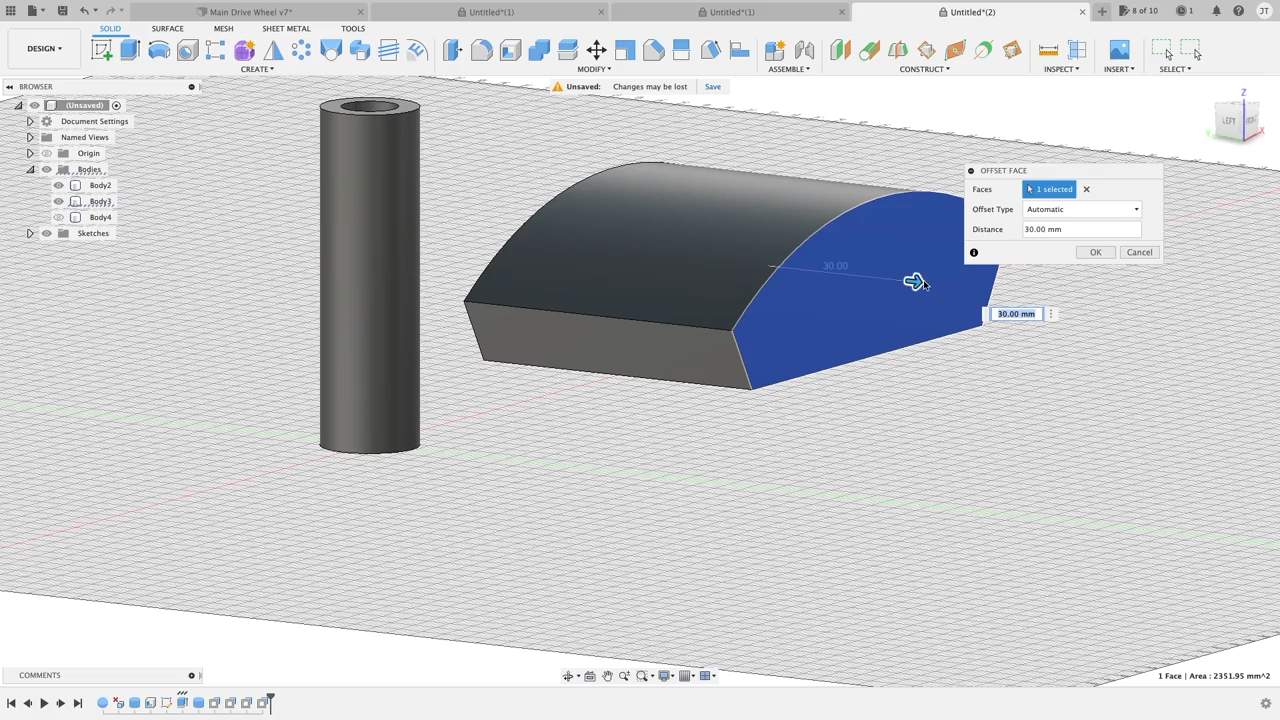 Main Drive Wheel v7*
Untitled*(1)
Untitled*(1)
Untitled*(2)
8 of 10
1
JT
SOLID
SURFACE
MESH
SHEET METAL
TOOLS
DESIGN
CREATE
MODIFY
ASSEMBLE
CONSTRUCT
INSPECT
INSERT
SELECT
BROWSER
Unsaved: Changes may be lost
Save
(Unsaved)
Document Settings
Named Views
Origin
Bodies
Body2
Body3
Body4
Sketches
Z
LEFT
FRONT
X
Y
OFFSET FACE
Faces
1 selected
Offset Type
Automatic
Distance
30.00 mm
OK
Cancel
30.00
30.00 mm
COMMENTS
1 Face | Area : 2351.95 mm^2